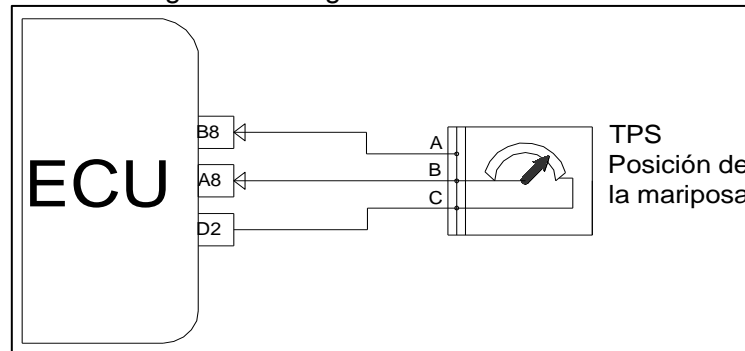 ECU
B8
A8
D2
A
B
C
TPS
Posición de
la mariposa